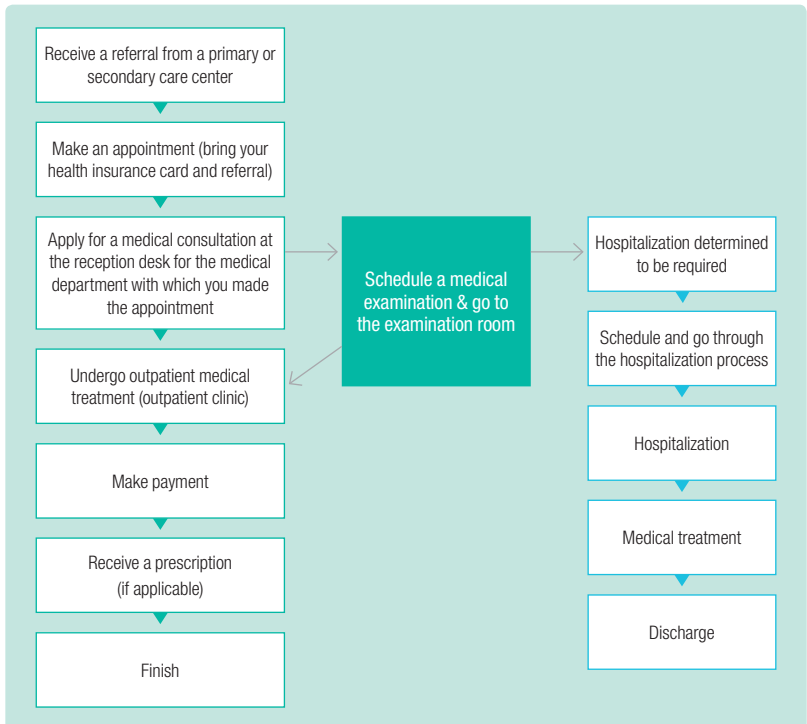 Receive a referral from a primary or
secondary care center
Make an appointment (bring your
health insurance card and referral)
Apply for a medical consultation at
the reception desk for the medical
department with which you made
the appointment
Undergo outpatient medical
treatment (outpatient clinic)
Make payment
Receive a prescription
(if applicable)
Finish
Schedule a medical
examination & go to
the examination room
Hospitalization determined
to be required
Schedule and go through
the hospitalization process
Hospitalization
Medical treatment
Discharge